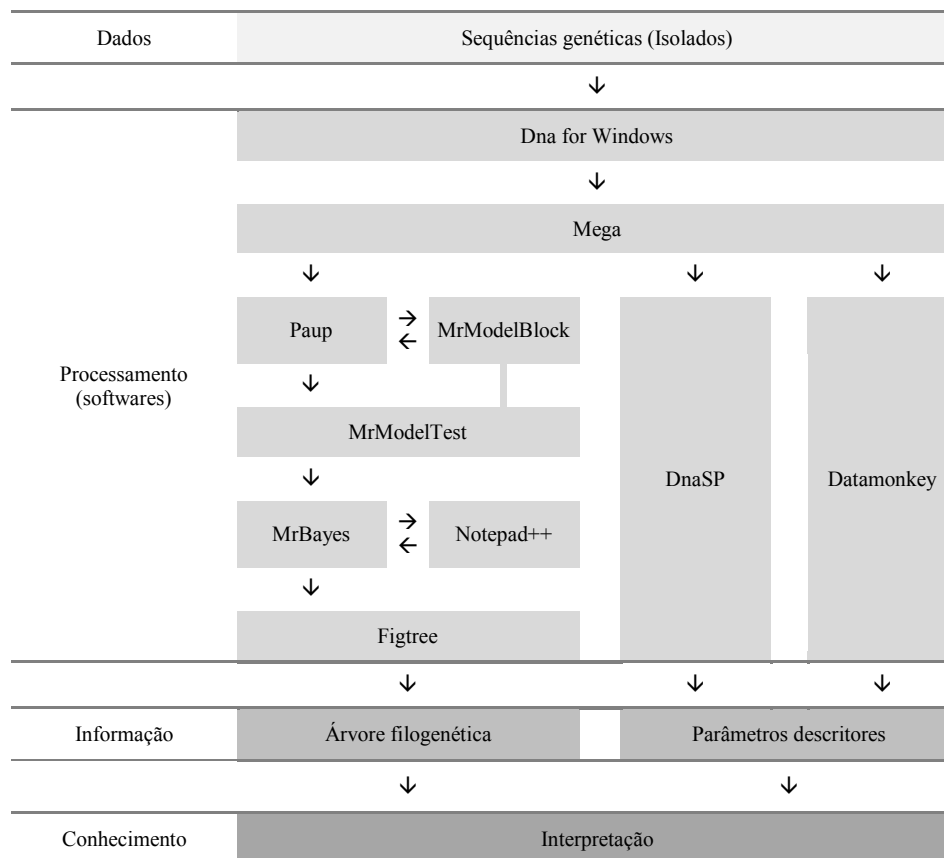 Dados
Sequências genéticas (Isolados)
Dna for Windows
Mega
Paup
MrModelBlock
Processamento
(softwares)
MrModelTest
DnaSP
Datamonkey
MrBayes
Notepad++
Figtree
Informação
Árvore filogenética
Parâmetros descritores
Conhecimento
Interpretação